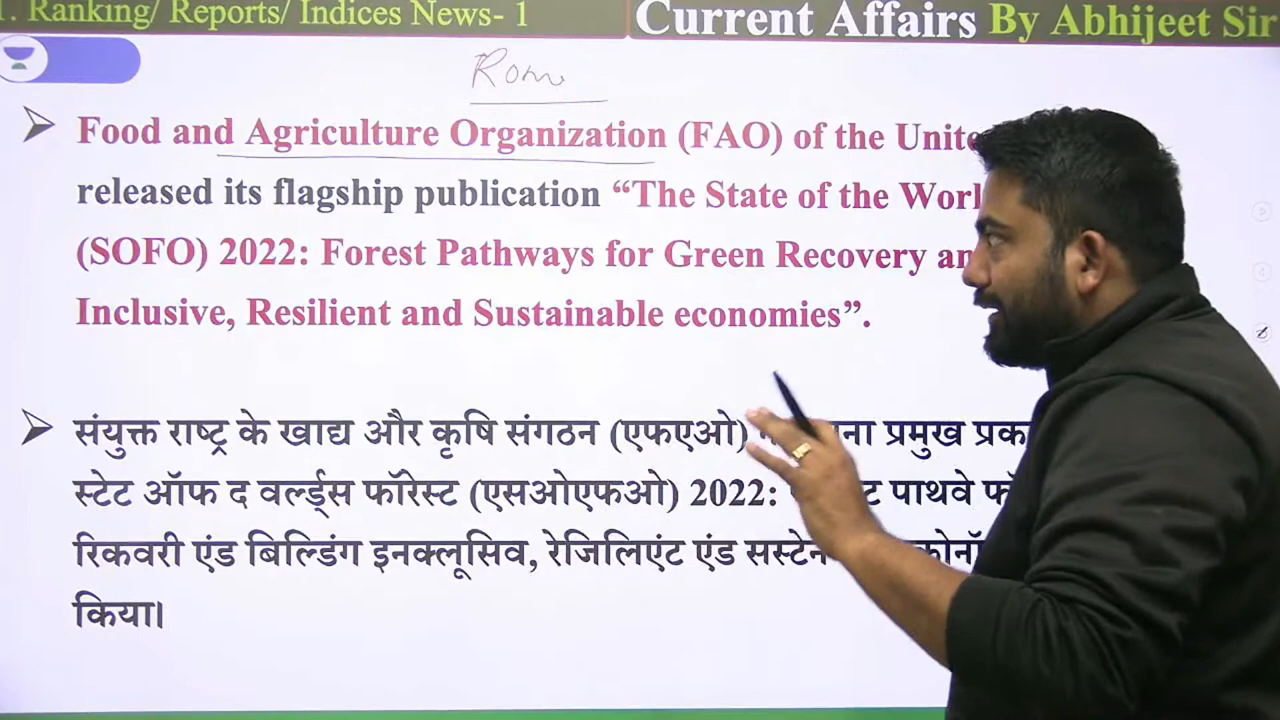 1. Ranking/ Reports/ Indices News- 1
Current Affairs By Abhijeet Sir
Rome
Food and Agriculture Organization (FAO) of the Unite
released its flagship publication “The State of the Worl
(SOFO) 2022: Forest Pathways for Green Recovery an
Inclusive, Resilient and Sustainable economies”.
संयुक्त राष्ट्र के खाद्य और कृषि संगठन (एफएओ) प्रमुख प्रक
स्टेट ऑफ द वर्ल्ड्स फॉरेस्ट (एसओएफओ) 2022: पाथवे
रिकवरी एंड बिल्डिंग इनक्लूसिव, रेजिलिएंट एंड सस्टेन
किया।